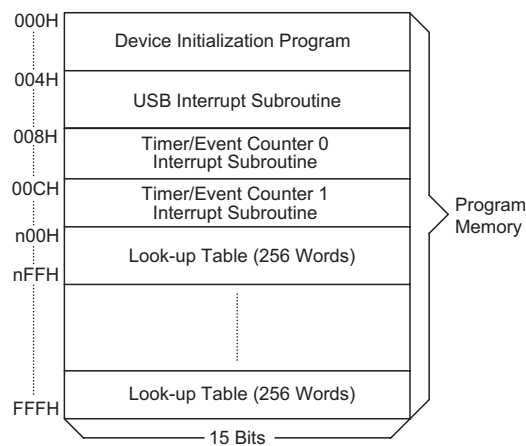 000H
Device Initialization Program
004H
USB Interrupt Subroutine
008H
Timer/Event Counter 0
Interrupt Subroutine
00CH
Timer/Event Counter 1
Interrupt Subroutine
n00H
Look-up Table (256 Words)
nFFH
Program
Memory
Look-up Table (256 Words)
FFFH
15 Bits